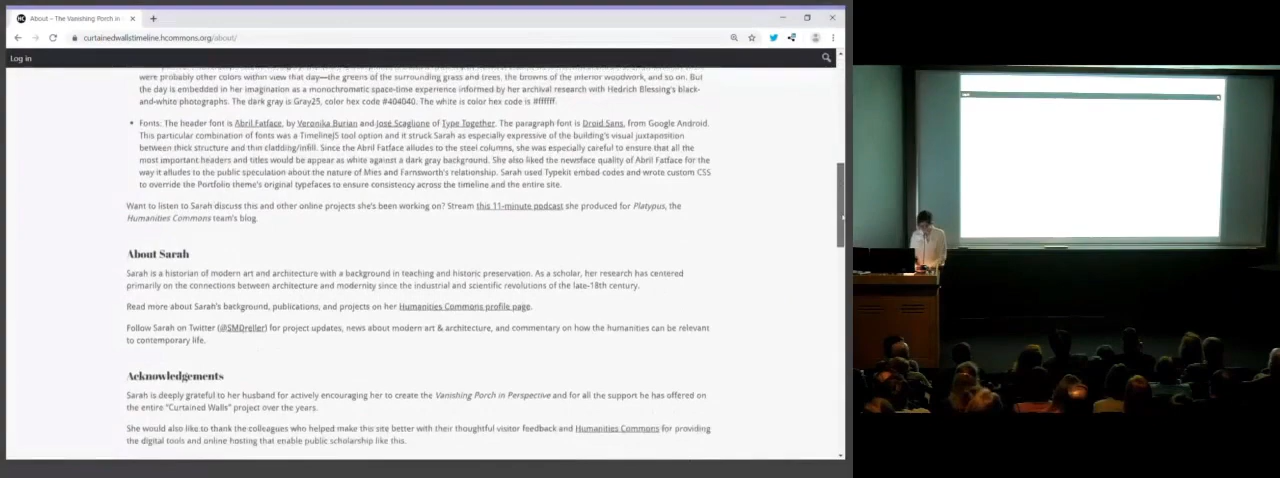 About – The Vanishing Porch in
curtainedwallstimeline.hcommons.org/about/
Log in
were probably other colors within view that day—the greens of the surrounding grass and trees, the browns of the interior woodwork, and so on. But
the day is embedded in her imagination as a monochromatic space-time experience informed by her archival research with Hedrich Blessing's black-
and-white photographs. The dark gray is Gray25, color hex code #404040. The white is color hex code is #ffffff.
• Fonts: The header font is Abril Fatface, by Veronika Burian and José Scaglione of Type Together. The paragraph font is Droid Sans, from Google Android.
This particular combination of fonts was a TimelineJS tool option and it struck Sarah as especially expressive of the building's visual juxtaposition
between thick structure and thin cladding/infill. Since the Abril Fatface alludes to the steel columns, she was especially careful to ensure that all the
most important headers and titles would be appear as white against a dark gray background. She also liked the newsface quality of Abril Fatface for the
way it alludes to the public speculation about the nature of Mies and Farnsworth's relationship. Sarah used Typekit embed codes and wrote custom CSS
to override the Portfolio theme's original typefaces to ensure consistency across the timeline and the entire site.
Want to listen to Sarah discuss this and other online projects she's been working on? Stream this 11-minute podcast she produced for Platypus, the
Humanities Commons team's blog.
About Sarah
Sarah is a historian of modern art and architecture with a background in teaching and historic preservation. As a scholar, her research has centered
primarily on the connections between architecture and modernity since the industrial and scientific revolutions of the late-18th century.
Read more about Sarah's background, publications, and projects on her Humanities Commons profile page.
Follow Sarah on Twitter (@SMDreller) for project updates, news about modern art & architecture, and commentary on how the humanities can be relevant
to contemporary life.
Acknowledgements
Sarah is deeply grateful to her husband for actively encouraging her to create the Vanishing Porch in Perspective and for all the support he has offered on
the entire "Curtained Walls" project over the years.
She would also like to thank the colleagues who helped make this site better with their thoughtful visitor feedback and Humanities Commons for providing
the digital tools and online hosting that enable public scholarship like this.